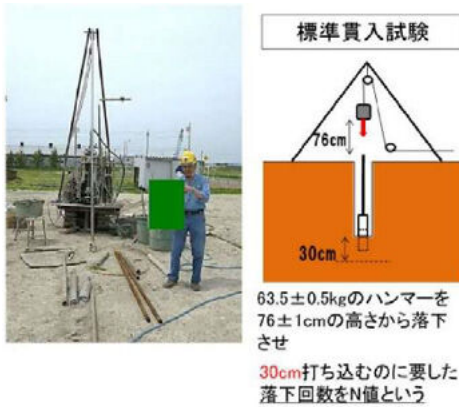 標準貫入試験
76cm
30cm
63.5±0.5kgのハンマーを
76±1cmの高さから落下
させ
30cm打ち込むのに要した
落下回数をN値という